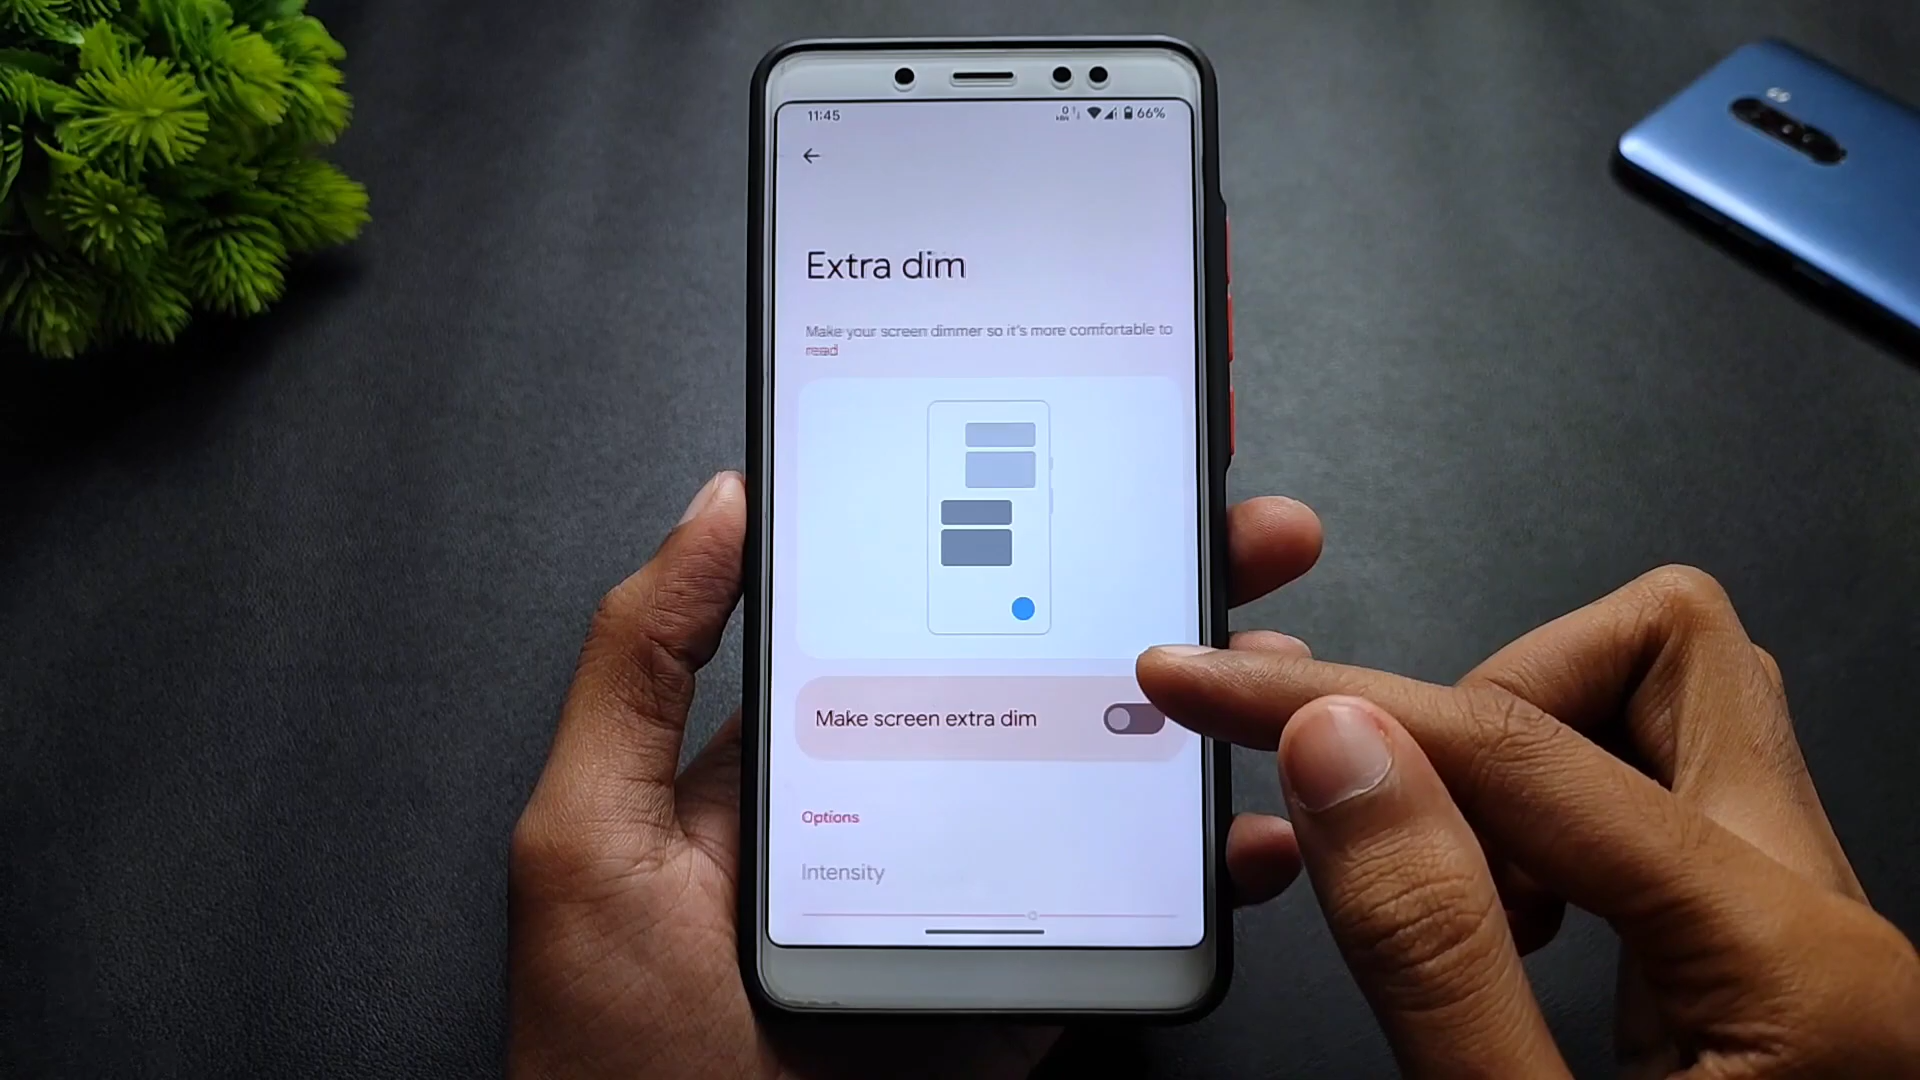 11:45
66%
Extra dim
Make your screen dimmer so it's more comfortable to
read
Make screen extra dim
Options
Intensity